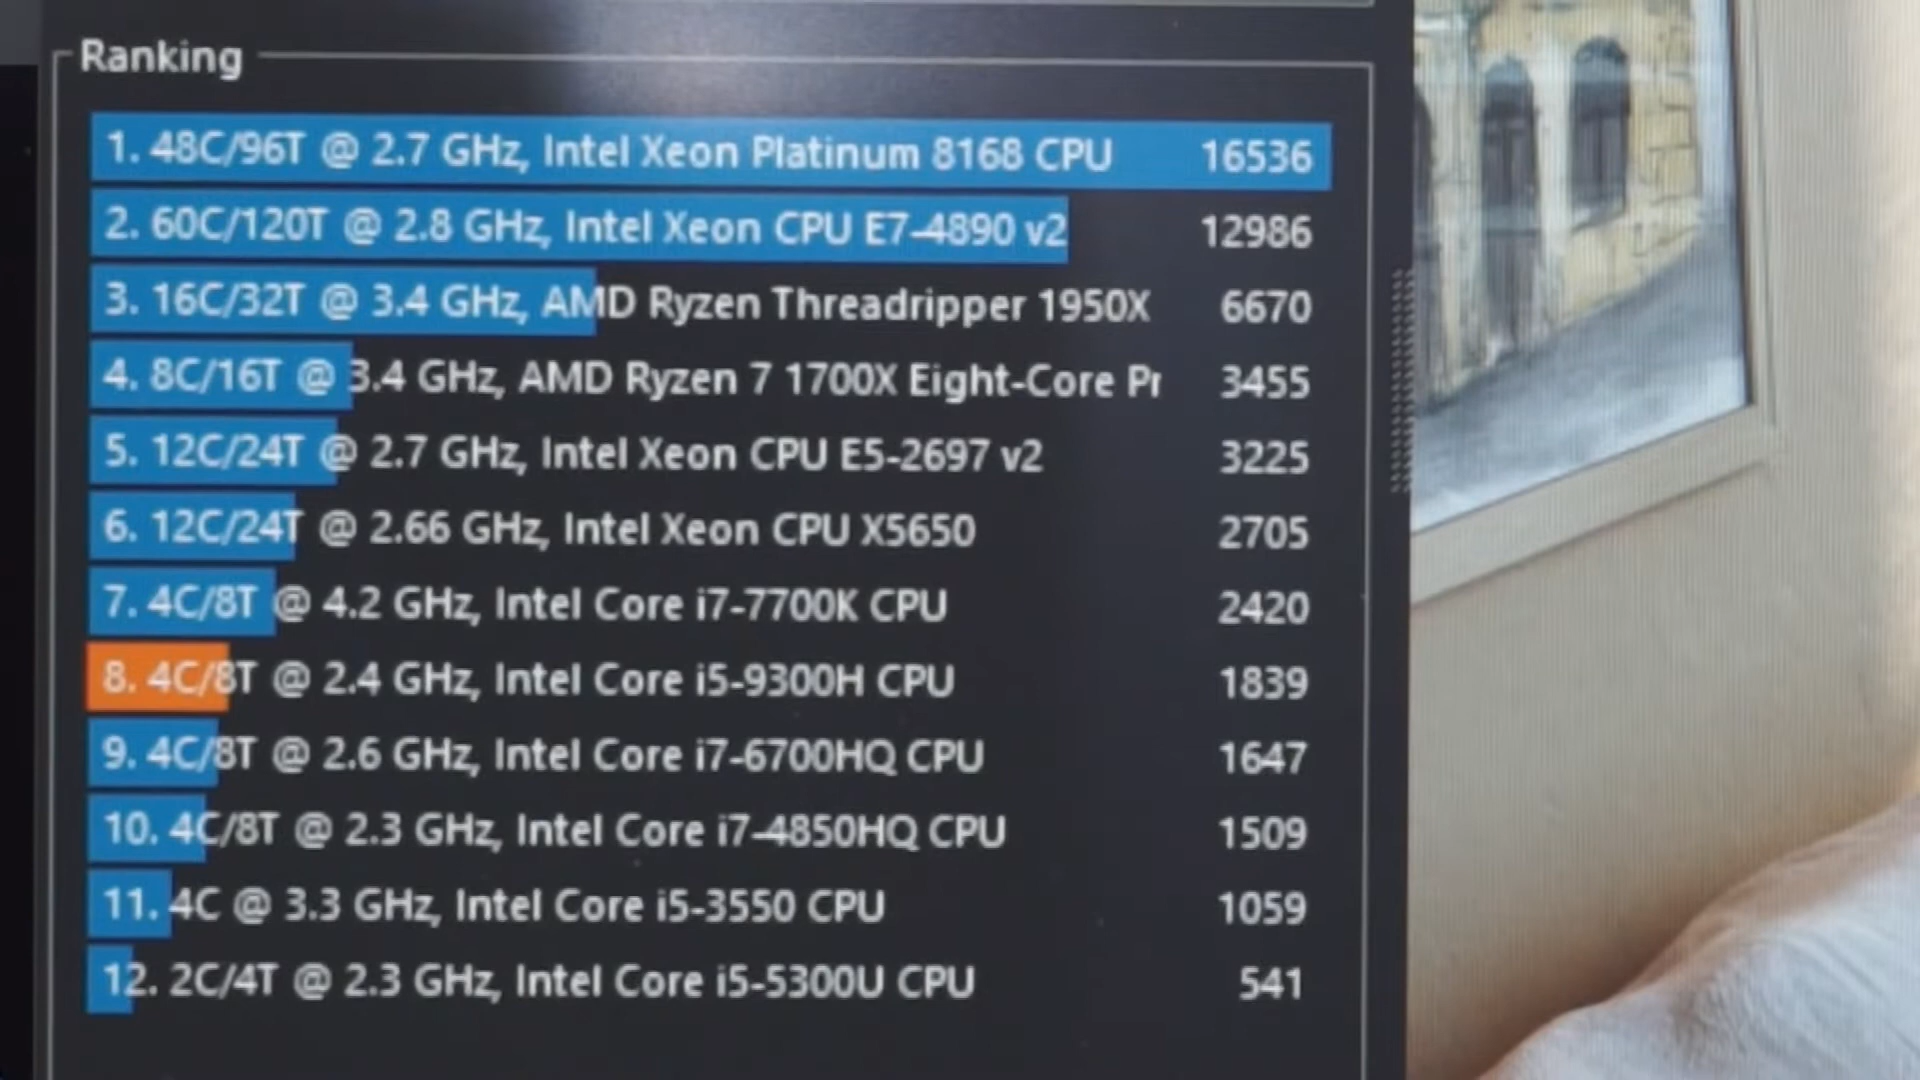 Ranking
1. 48C/96T @ 2.7 GHz, Intel Xeon Platinum 8168 CPU 16536
2. 60C/120T @ 2.8 GHz, Intel Xeon CPU E7-4890 v2 12986
3. 16C/32T @ 3.4 GHz, AMD Ryzen Threadripper 1950X 6670
4. 8C/16T @ 3.4 GHz, AMD Ryzen 7 1700X Eight-Core Pr 3455
5. 12C/24T @ 2.7 GHz, Intel Xeon CPU E5-2697 v2 3225
6. 12C/24T @ 2.66 GHz, Intel Xeon CPU X5650 2705
7. 4C/8T @ 4.2 GHz, Intel Core i7-7700K CPU 2420
8. 4C/8T @ 2.4 GHz, Intel Core i5-9300H CPU 1839
9. 4C/8T @ 2.6 GHz, Intel Core i7-6700HQ CPU 1647
10. 4C/8T @ 2.3 GHz, Intel Core i7-4850HQ CPU 1509
11. 4C @ 3.3 GHz, Intel Core i5-3550 CPU 1059
12. 2C/4T @ 2.3 GHz, Intel Core i5-5300U CPU 541